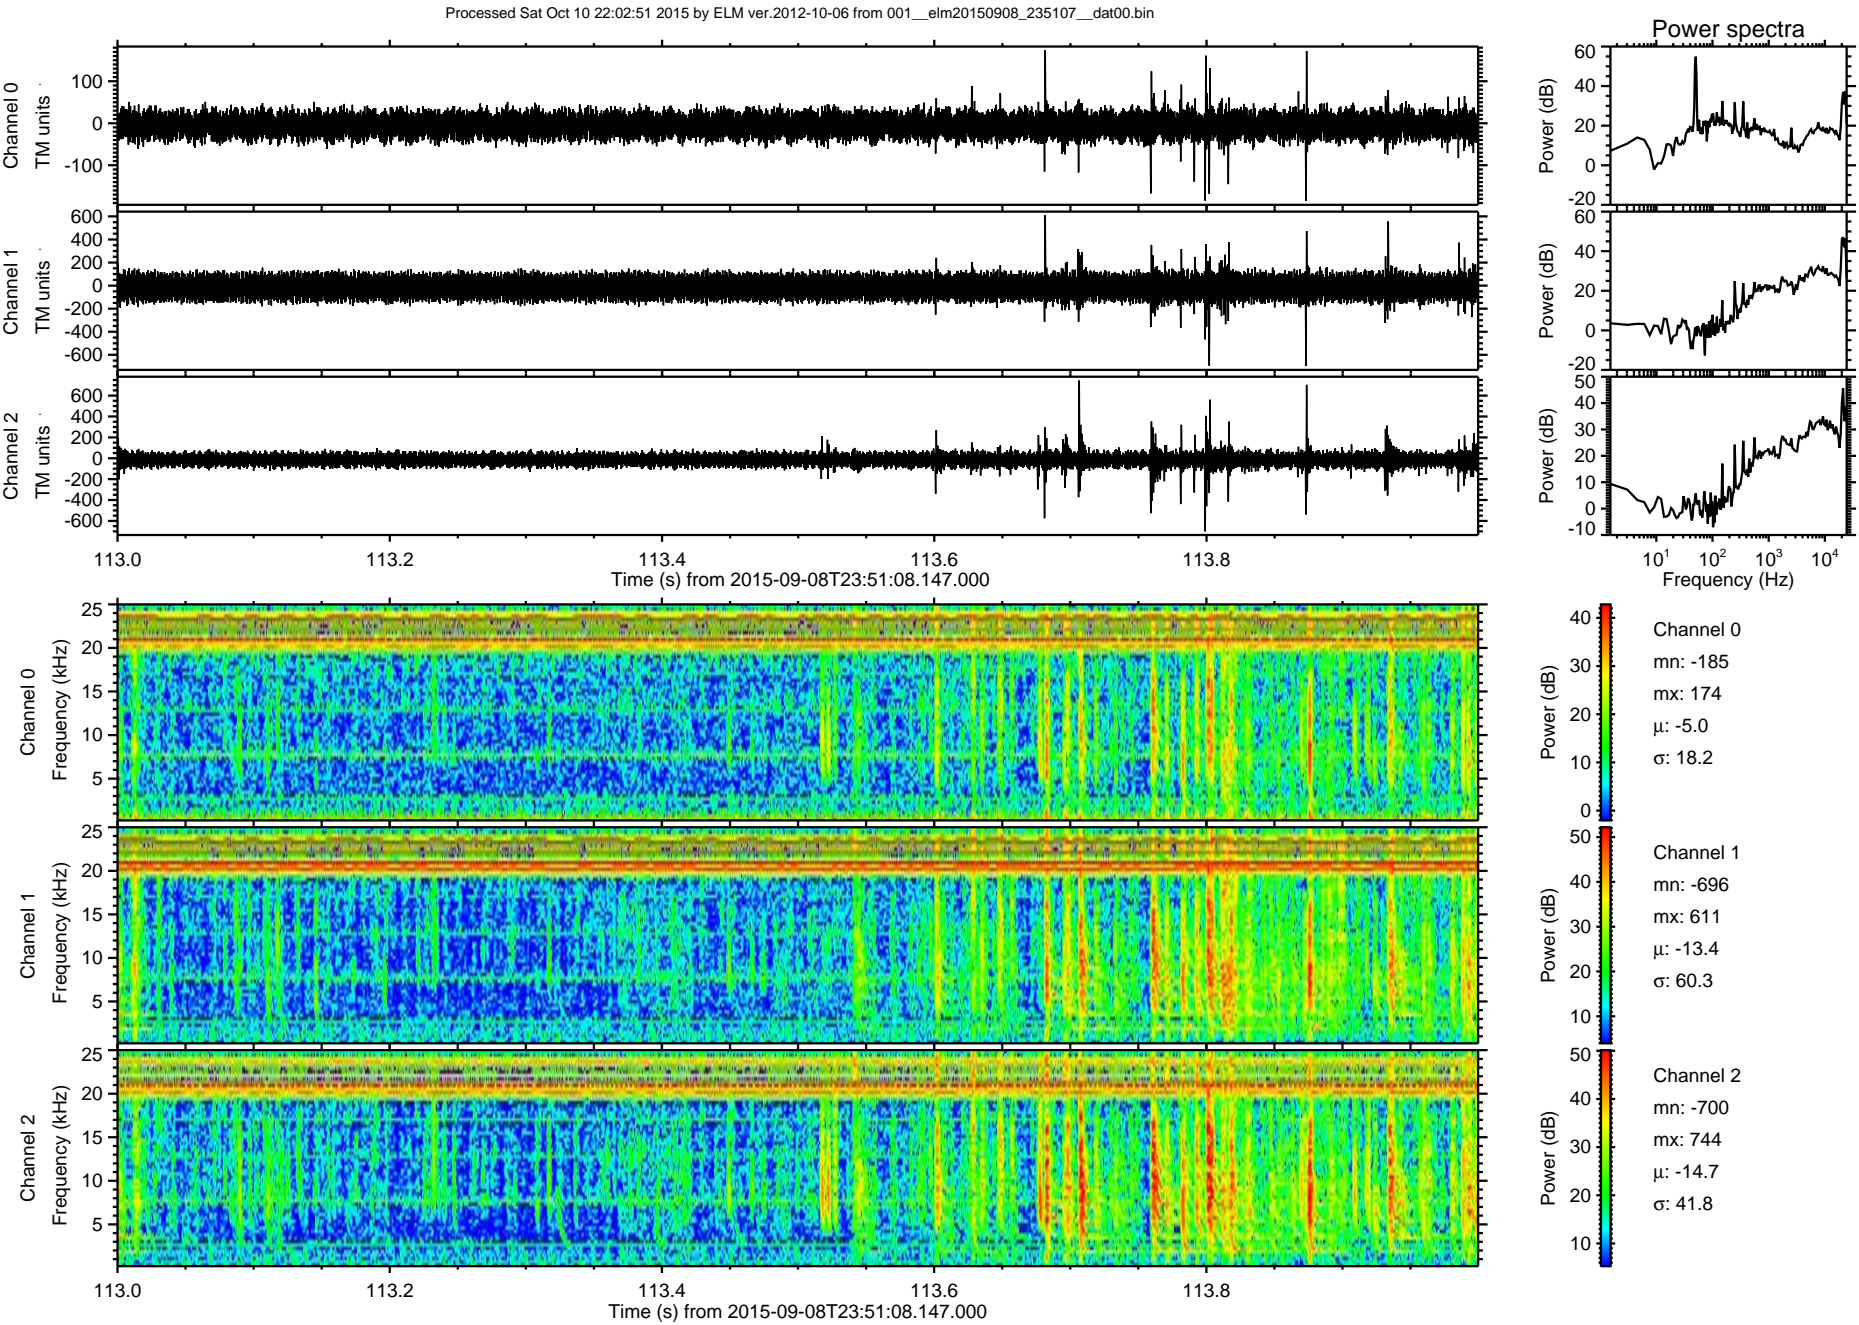 Processed Sat Oct 10 22:02:51 2015 by ELM ver.2012-10-06 from 001__elm20150908_235107__dat00.bin
Power spectra
Channel 0
TM units
100
0
-100
Power (dB)
60
40
20
0
-20
Channel 1
TM units
600
400
200
0
-200
-400
-600
Power (dB)
60
40
20
0
-20
Channel 2
TM units
600
400
200
0
-200
-400
-600
Power (dB)
50
40
30
20
10
0
-10
113.0 113.2 113.4 113.6 113.8
Time (s) from 2015-09-08T23:51:08.147.000
10^1 10^2 10^3 10^4
Frequency (Hz)
Channel 0
Frequency (kHz)
25
20
15
10
5
Power (dB)
40
30
20
10
0
Channel 0
mn: -185
mx: 174
μ: -5.0
σ: 18.2
Channel 1
Frequency (kHz)
25
20
15
10
5
Power (dB)
50
40
30
20
10
Channel 1
mn: -696
mx: 611
μ: -13.4
σ: 60.3
Channel 2
Frequency (kHz)
25
20
15
10
5
Power (dB)
50
40
30
20
10
Channel 2
mn: -700
mx: 744
μ: -14.7
σ: 41.8
113.0 113.2 113.4 113.6 113.8
Time (s) from 2015-09-08T23:51:08.147.000